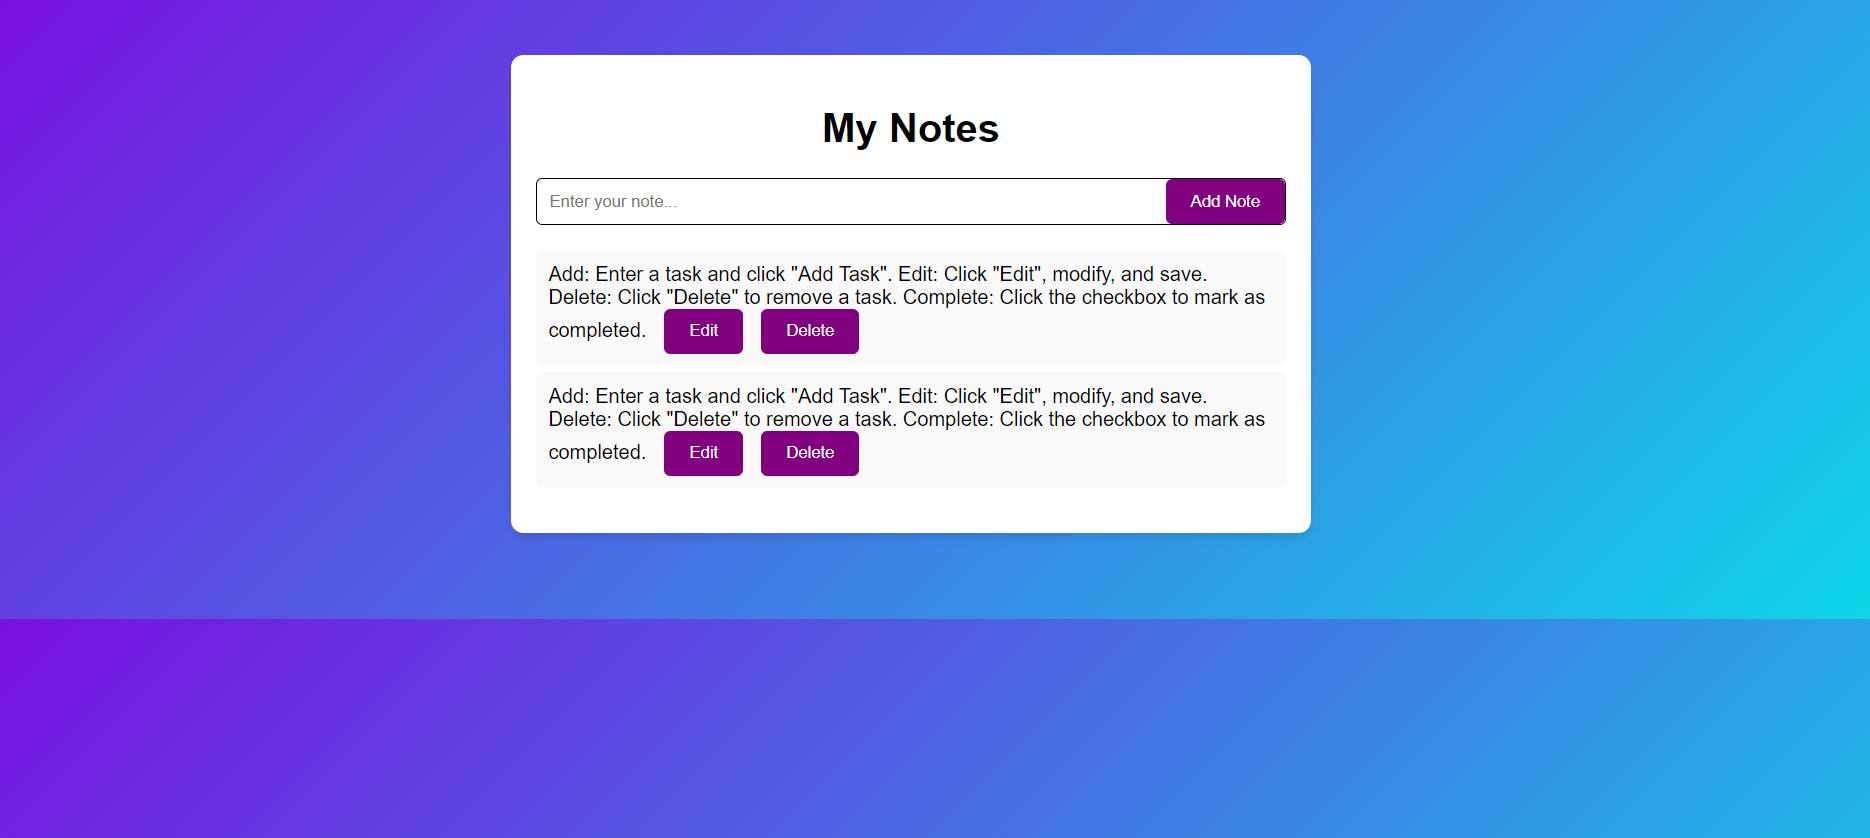 My Notes
Enter your note...
Add Note
Add: Enter a task and click "Add Task". Edit: Click "Edit", modify, and save.
Delete: Click "Delete" to remove a task. Complete: Click the checkbox to mark as
completed. Edit Delete
Add: Enter a task and click "Add Task". Edit: Click "Edit", modify, and save.
Delete: Click "Delete" to remove a task. Complete: Click the checkbox to mark as
completed. Edit Delete